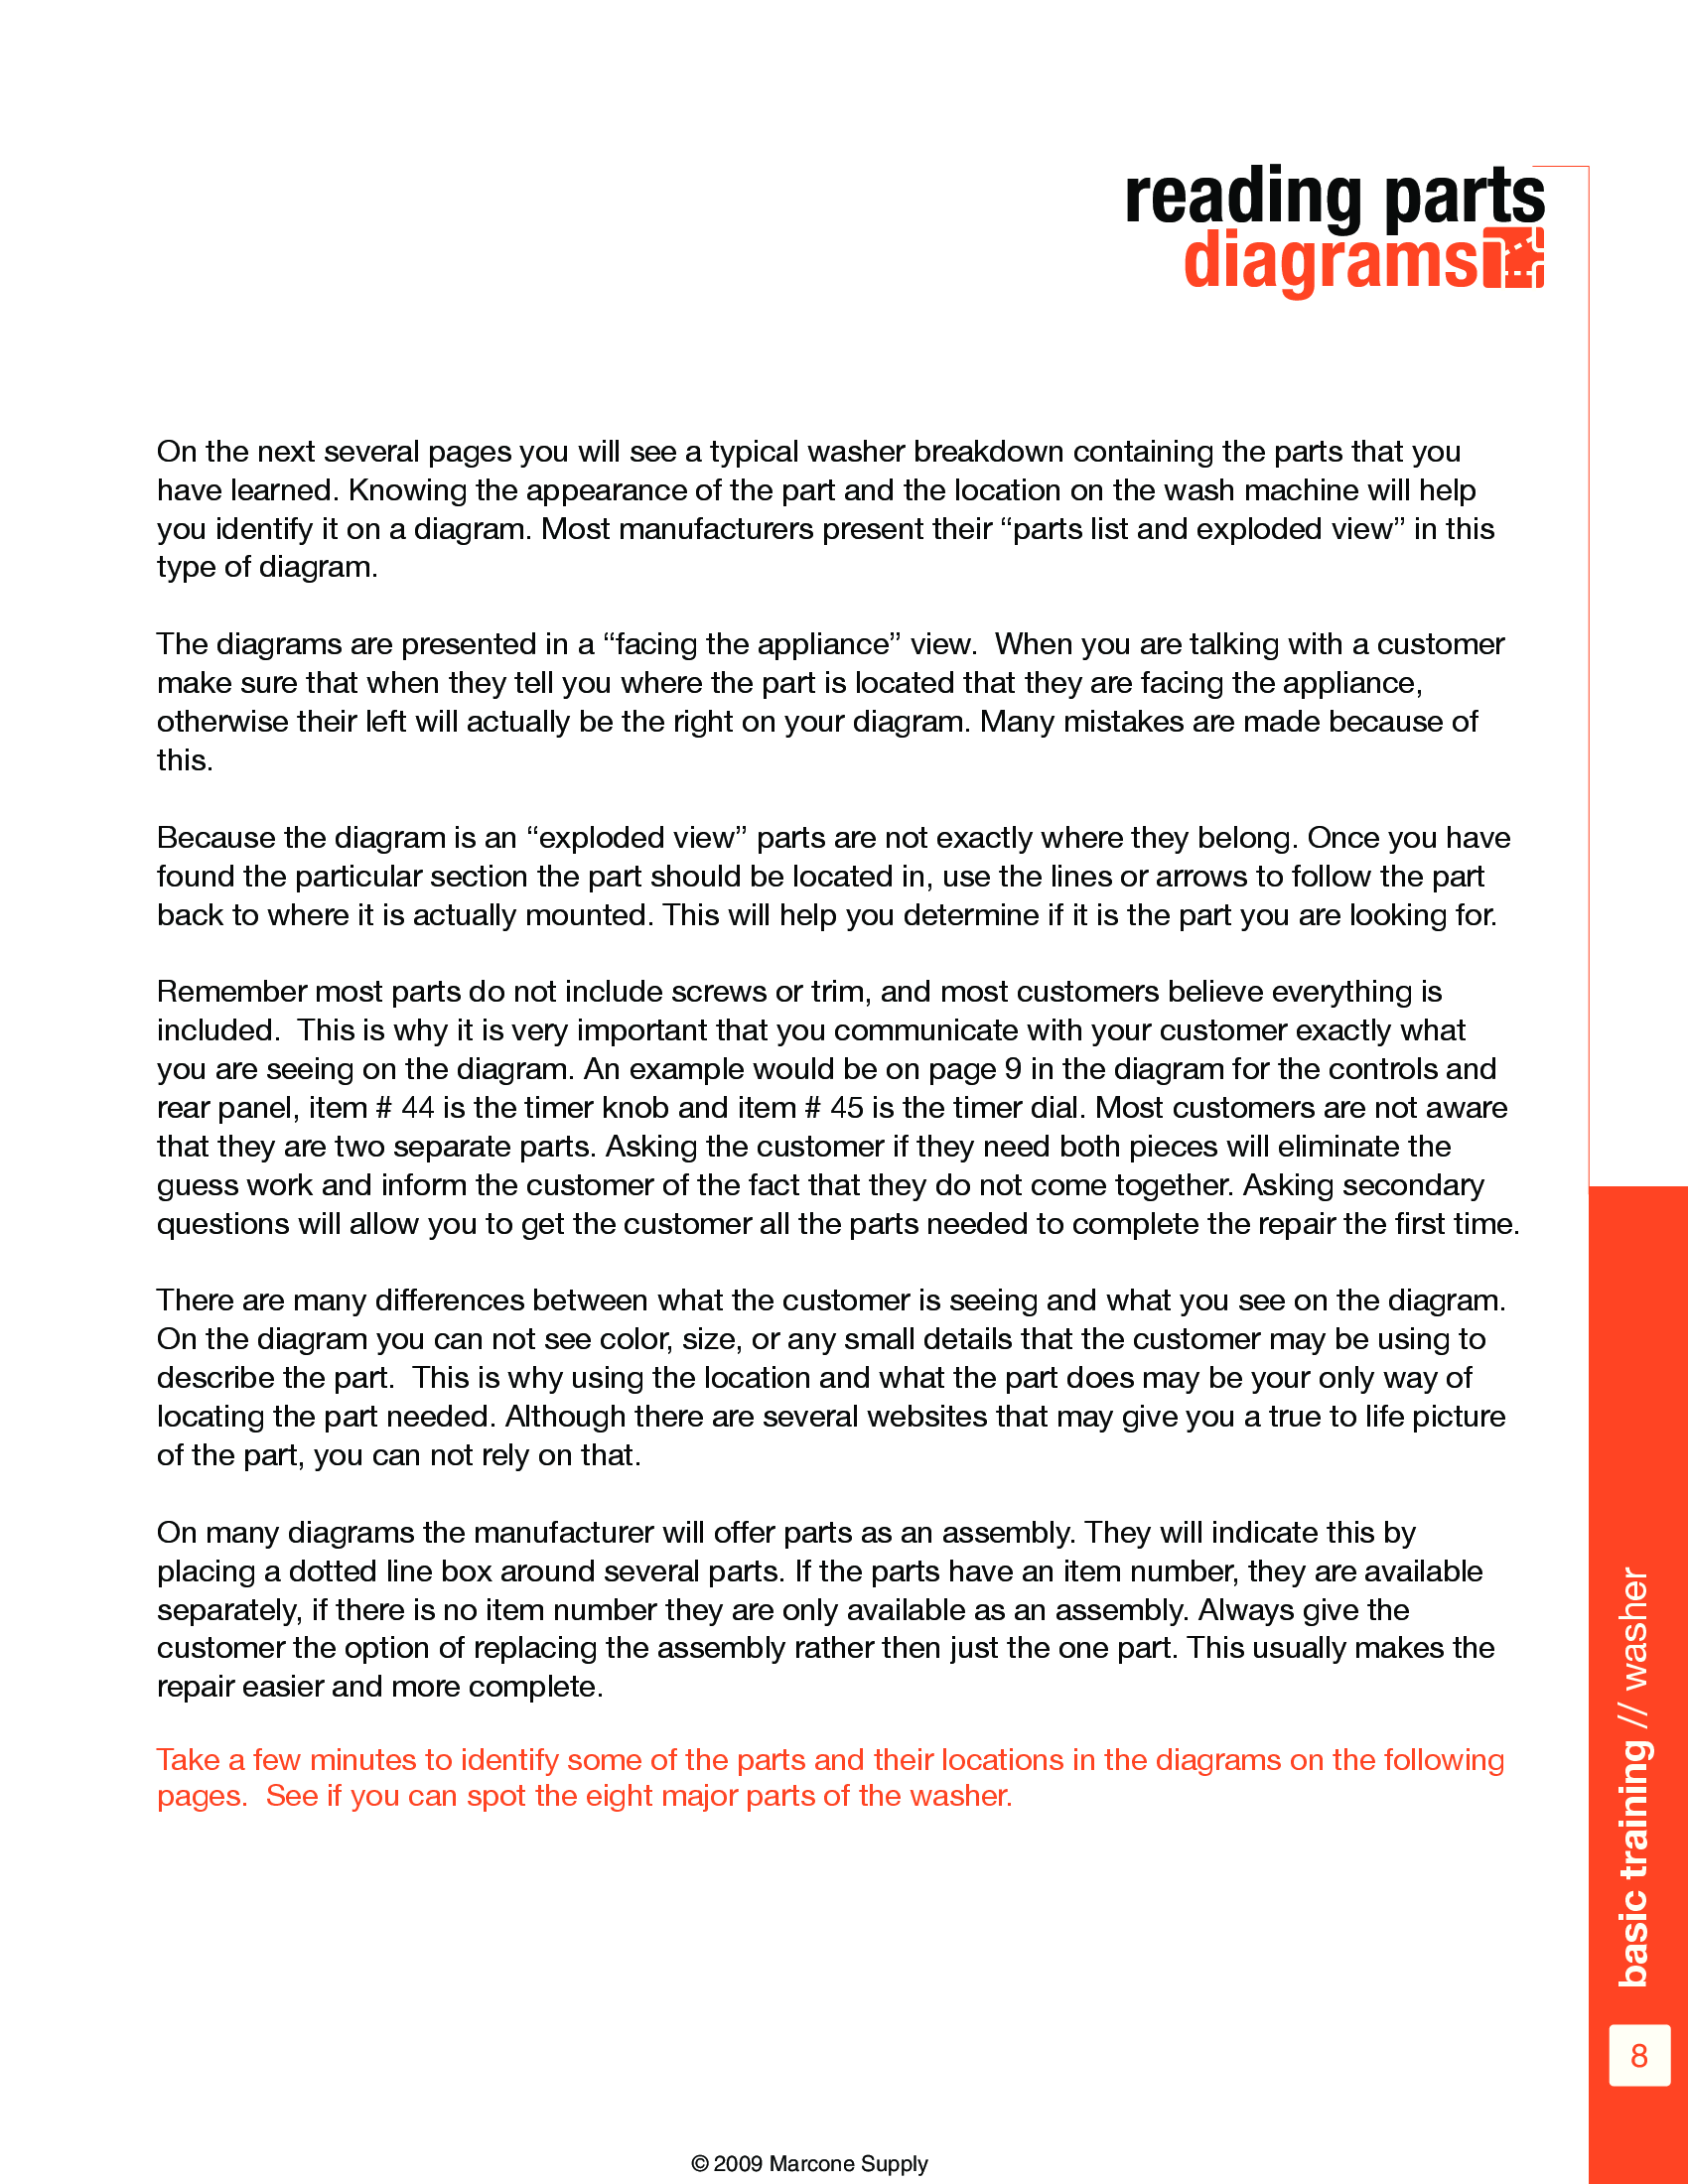 reading parts
diagrams
On the next several pages you will see a typical washer breakdown containing the parts that you
have learned. Knowing the appearance of the part and the location on the wash machine will help
you identify it on a diagram. Most manufacturers present their “parts list and exploded view” in this
type of diagram.
The diagrams are presented in a “facing the appliance” view.  When you are talking with a customer
make sure that when they tell you where the part is located that they are facing the appliance,
otherwise their left will actually be the right on your diagram. Many mistakes are made because of
this.
Because the diagram is an “exploded view” parts are not exactly where they belong. Once you have
found the particular section the part should be located in, use the lines or arrows to follow the part
back to where it is actually mounted. This will help you determine if it is the part you are looking for.
Remember most parts do not include screws or trim, and most customers believe everything is
included.  This is why it is very important that you communicate with your customer exactly what
you are seeing on the diagram. An example would be on page 9 in the diagram for the controls and
rear panel, item # 44 is the timer knob and item # 45 is the timer dial. Most customers are not aware
that they are two separate parts. Asking the customer if they need both pieces will eliminate the
guess work and inform the customer of the fact that they do not come together. Asking secondary
questions will allow you to get the customer all the parts needed to complete the repair the first time.
There are many differences between what the customer is seeing and what you see on the diagram.
On the diagram you can not see color, size, or any small details that the customer may be using to
describe the part.  This is why using the location and what the part does may be your only way of
locating the part needed. Although there are several websites that may give you a true to life picture
of the part, you can not rely on that.
On many diagrams the manufacturer will offer parts as an assembly. They will indicate this by
placing a dotted line box around several parts. If the parts have an item number, they are available
separately, if there is no item number they are only available as an assembly. Always give the
customer the option of replacing the assembly rather then just the one part. This usually makes the
repair easier and more complete.
Take a few minutes to identify some of the parts and their locations in the diagrams on the following
pages.  See if you can spot the eight major parts of the washer.
basic training // washer
8
© 2009 Marcone Supply